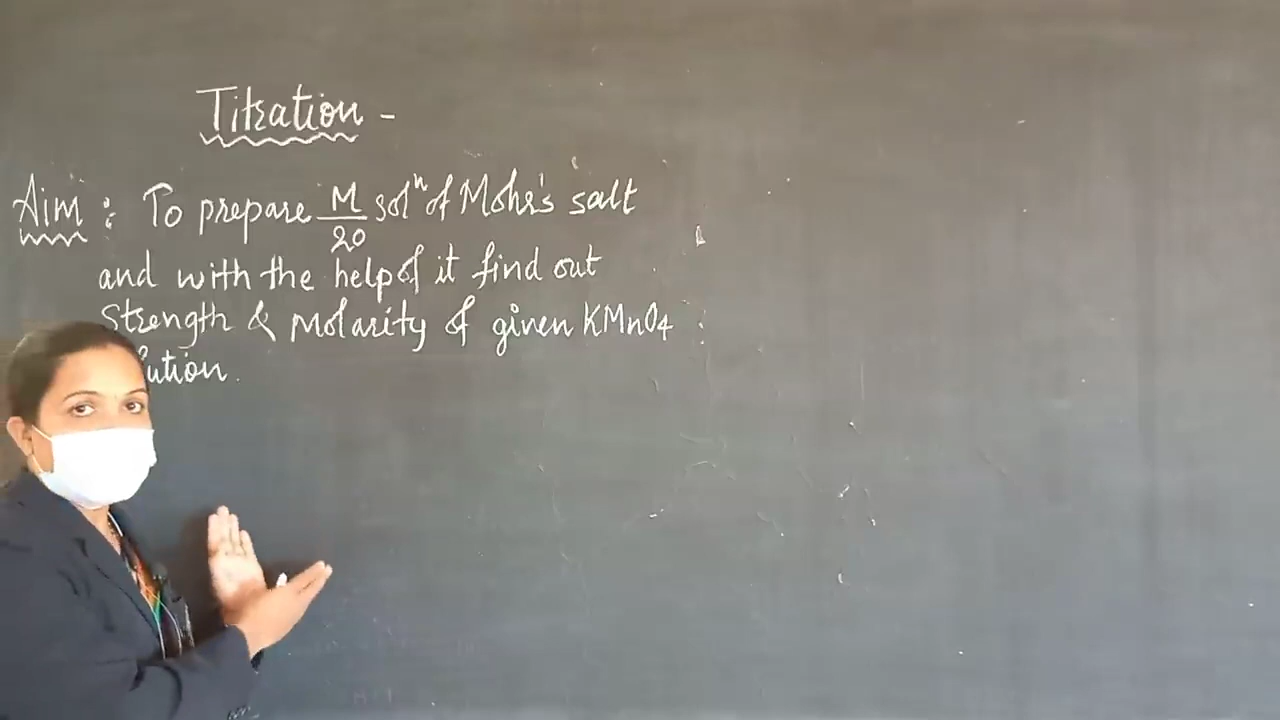 Titration -
Aim : To prepare M/20 solⁿ of Mohr's salt
and with the help of it find out
Strength & Molarity of given KMnO4